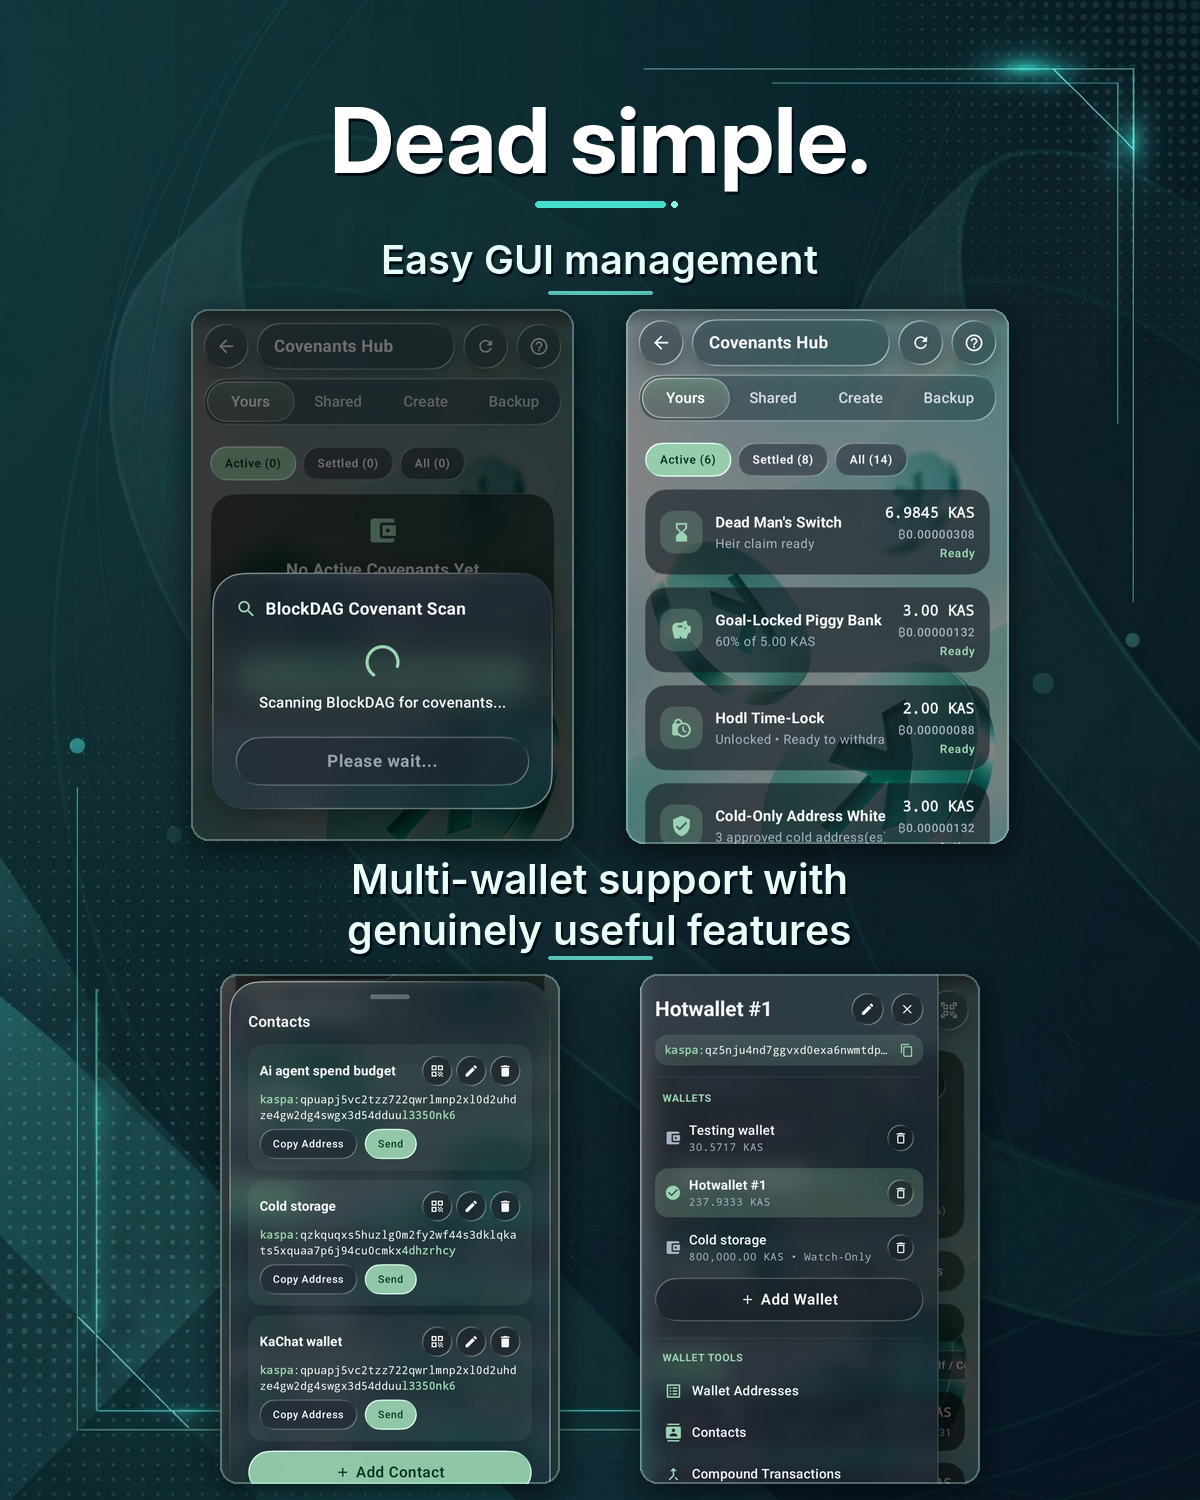 Dead simple.
Easy GUI management
Covenants Hub
Yours Shared Create Backup
Active (0) Settled (0) All (0)
No Active Covenants Yet
BlockDAG Covenant Scan
Scanning BlockDAG for covenants...
Please wait...
Covenants Hub
Yours Shared Create Backup
Active (6) Settled (8) All (14)
Dead Man's Switch 6.9845 KAS
Heir claim ready ₿0.00000308
Ready
Goal-Locked Piggy Bank 3.00 KAS
60% of 5.00 KAS ₿0.00000132
Ready
Hodl Time-Lock 2.00 KAS
Unlocked • Ready to withdra ₿0.00000088
Ready
Cold-Only Address White 3.00 KAS
3 approved cold address(es ₿0.00000132
Multi-wallet support with
genuinely useful features
Contacts
Ai agent spend budget
kaspa:qpuapj5vc2tzz722qwrlmnp2xl0d2uhd
ze4gw2dg4swgx3d54dduul3350nk6
Copy Address Send
Cold storage
kaspa:qzkquqxs5huzlg0m2fy2wf44s3dklqka
ts5xquaa7p6j94cu0cmkx4dhzrhcy
Copy Address Send
KaChat wallet
kaspa:qpuapj5vc2tzz722qwrlmnp2xl0d2uhd
ze4gw2dg4swgx3d54dduul3350nk6
Copy Address Send
+ Add Contact
Hotwallet #1
kaspa:qz5nju4nd7ggvxd0exa6nwmtdp…
WALLETS
Testing wallet
30.5717 KAS
Hotwallet #1
237.9333 KAS
Cold storage
800,000.00 KAS • Watch-Only
+ Add Wallet
WALLET TOOLS
Wallet Addresses
Contacts
Compound Transactions